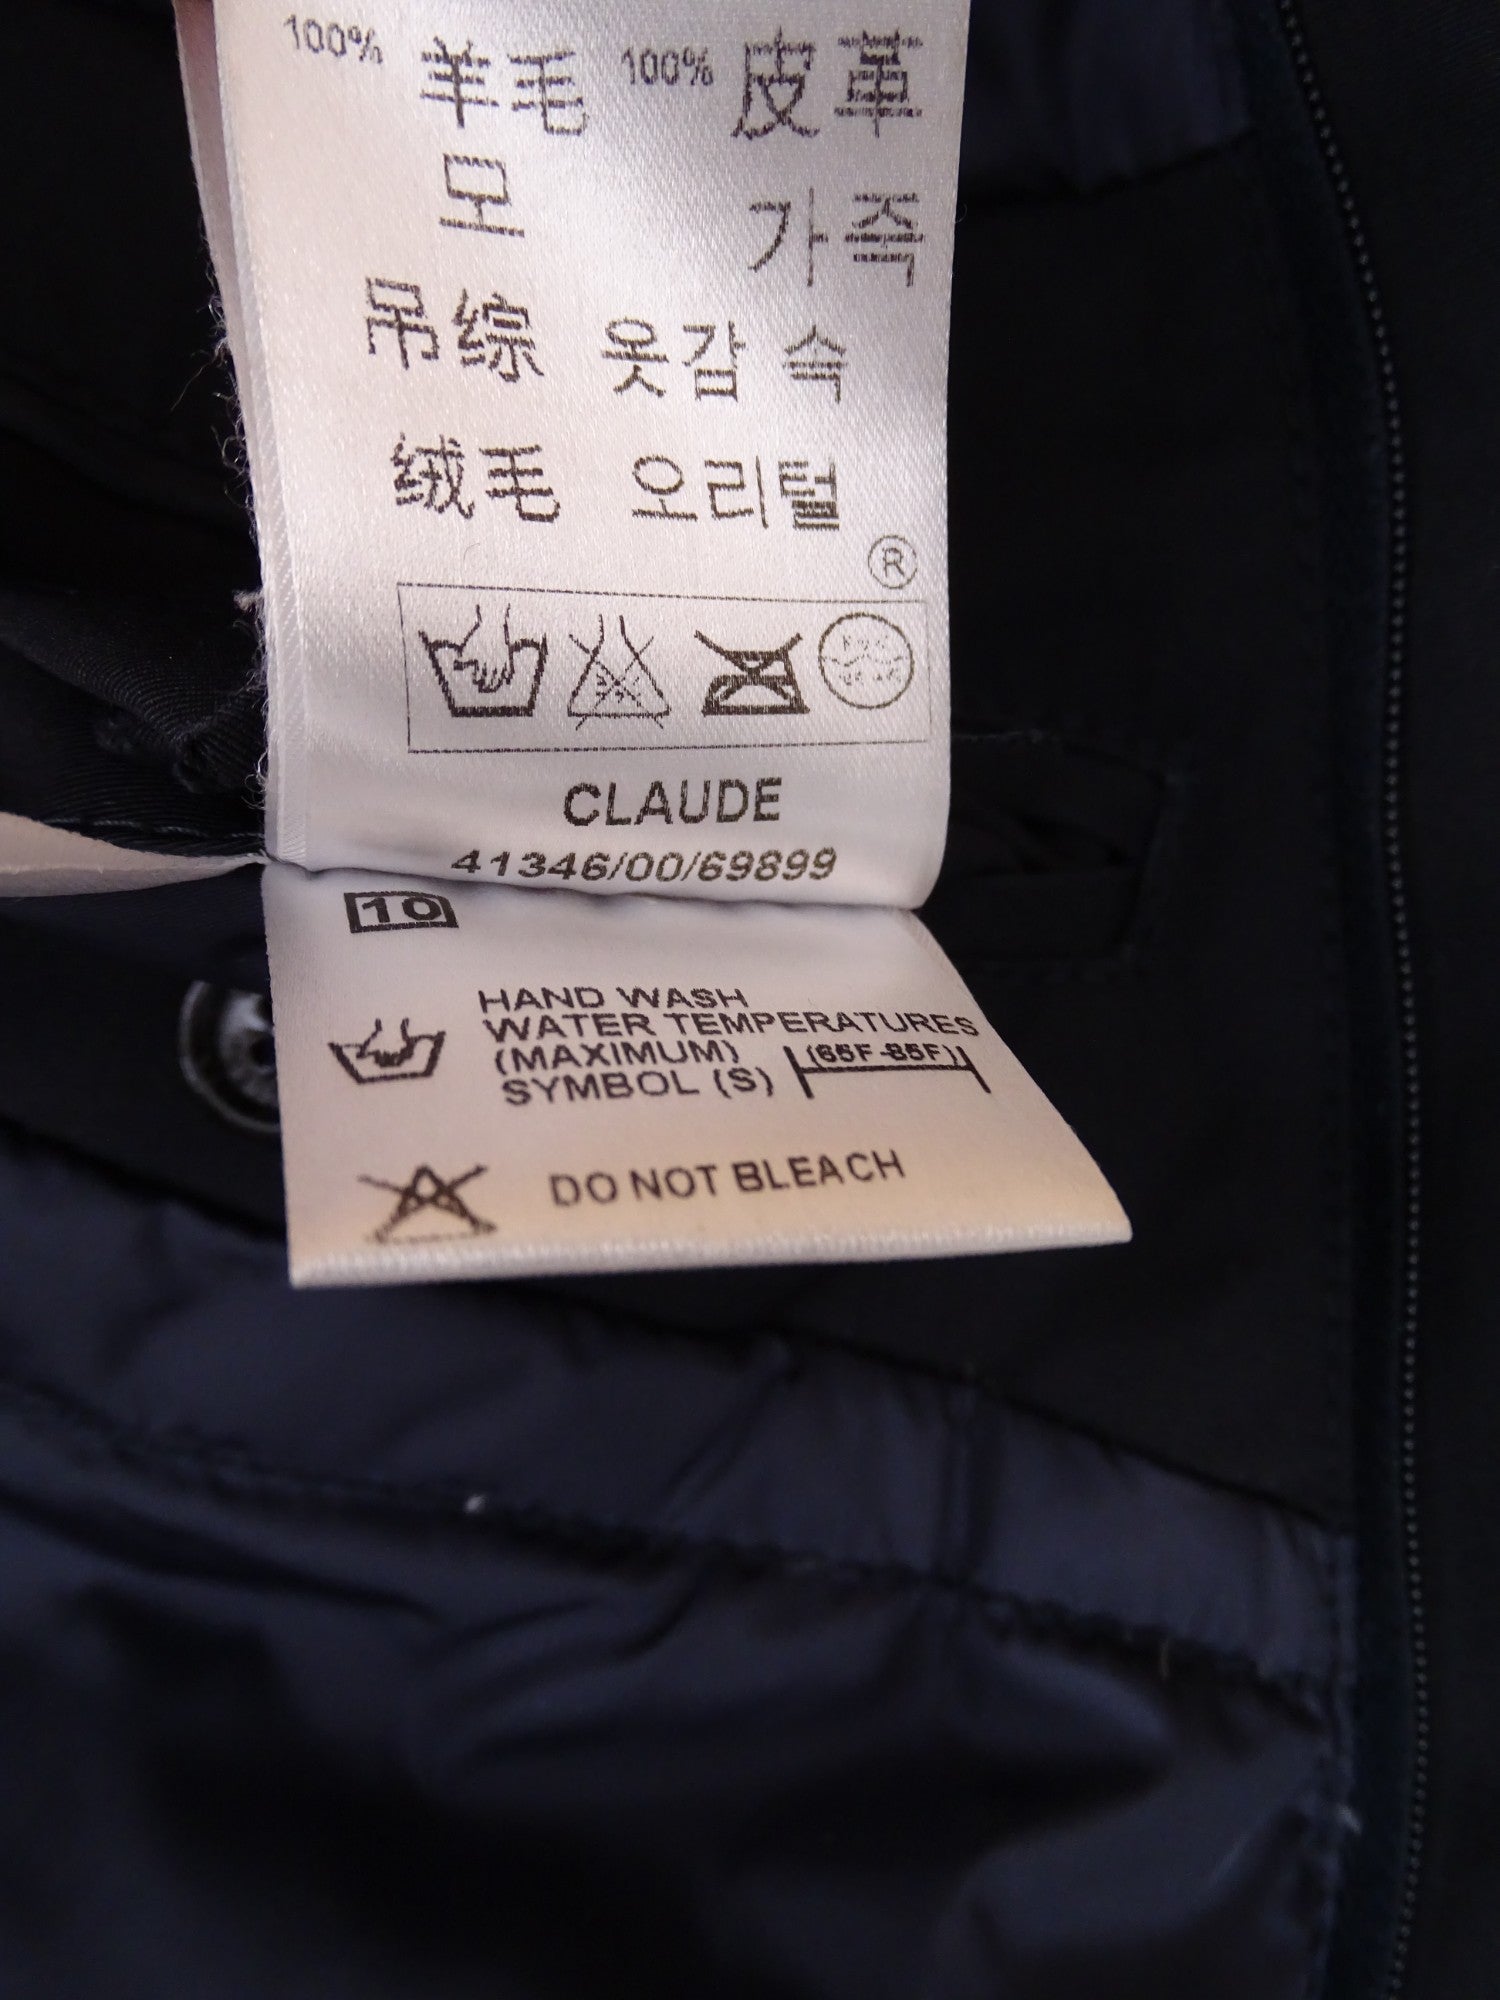 100% 羊毛 100% 皮革
모 가죽
吊综 옷갑 속
绒毛 오리털
®
CLAUDE
41346/00/69899
10
HAND WASH
WATER TEMPERATURES
(MAXIMUM) (65F-85F)
SYMBOL (S)
DO NOT BLEACH